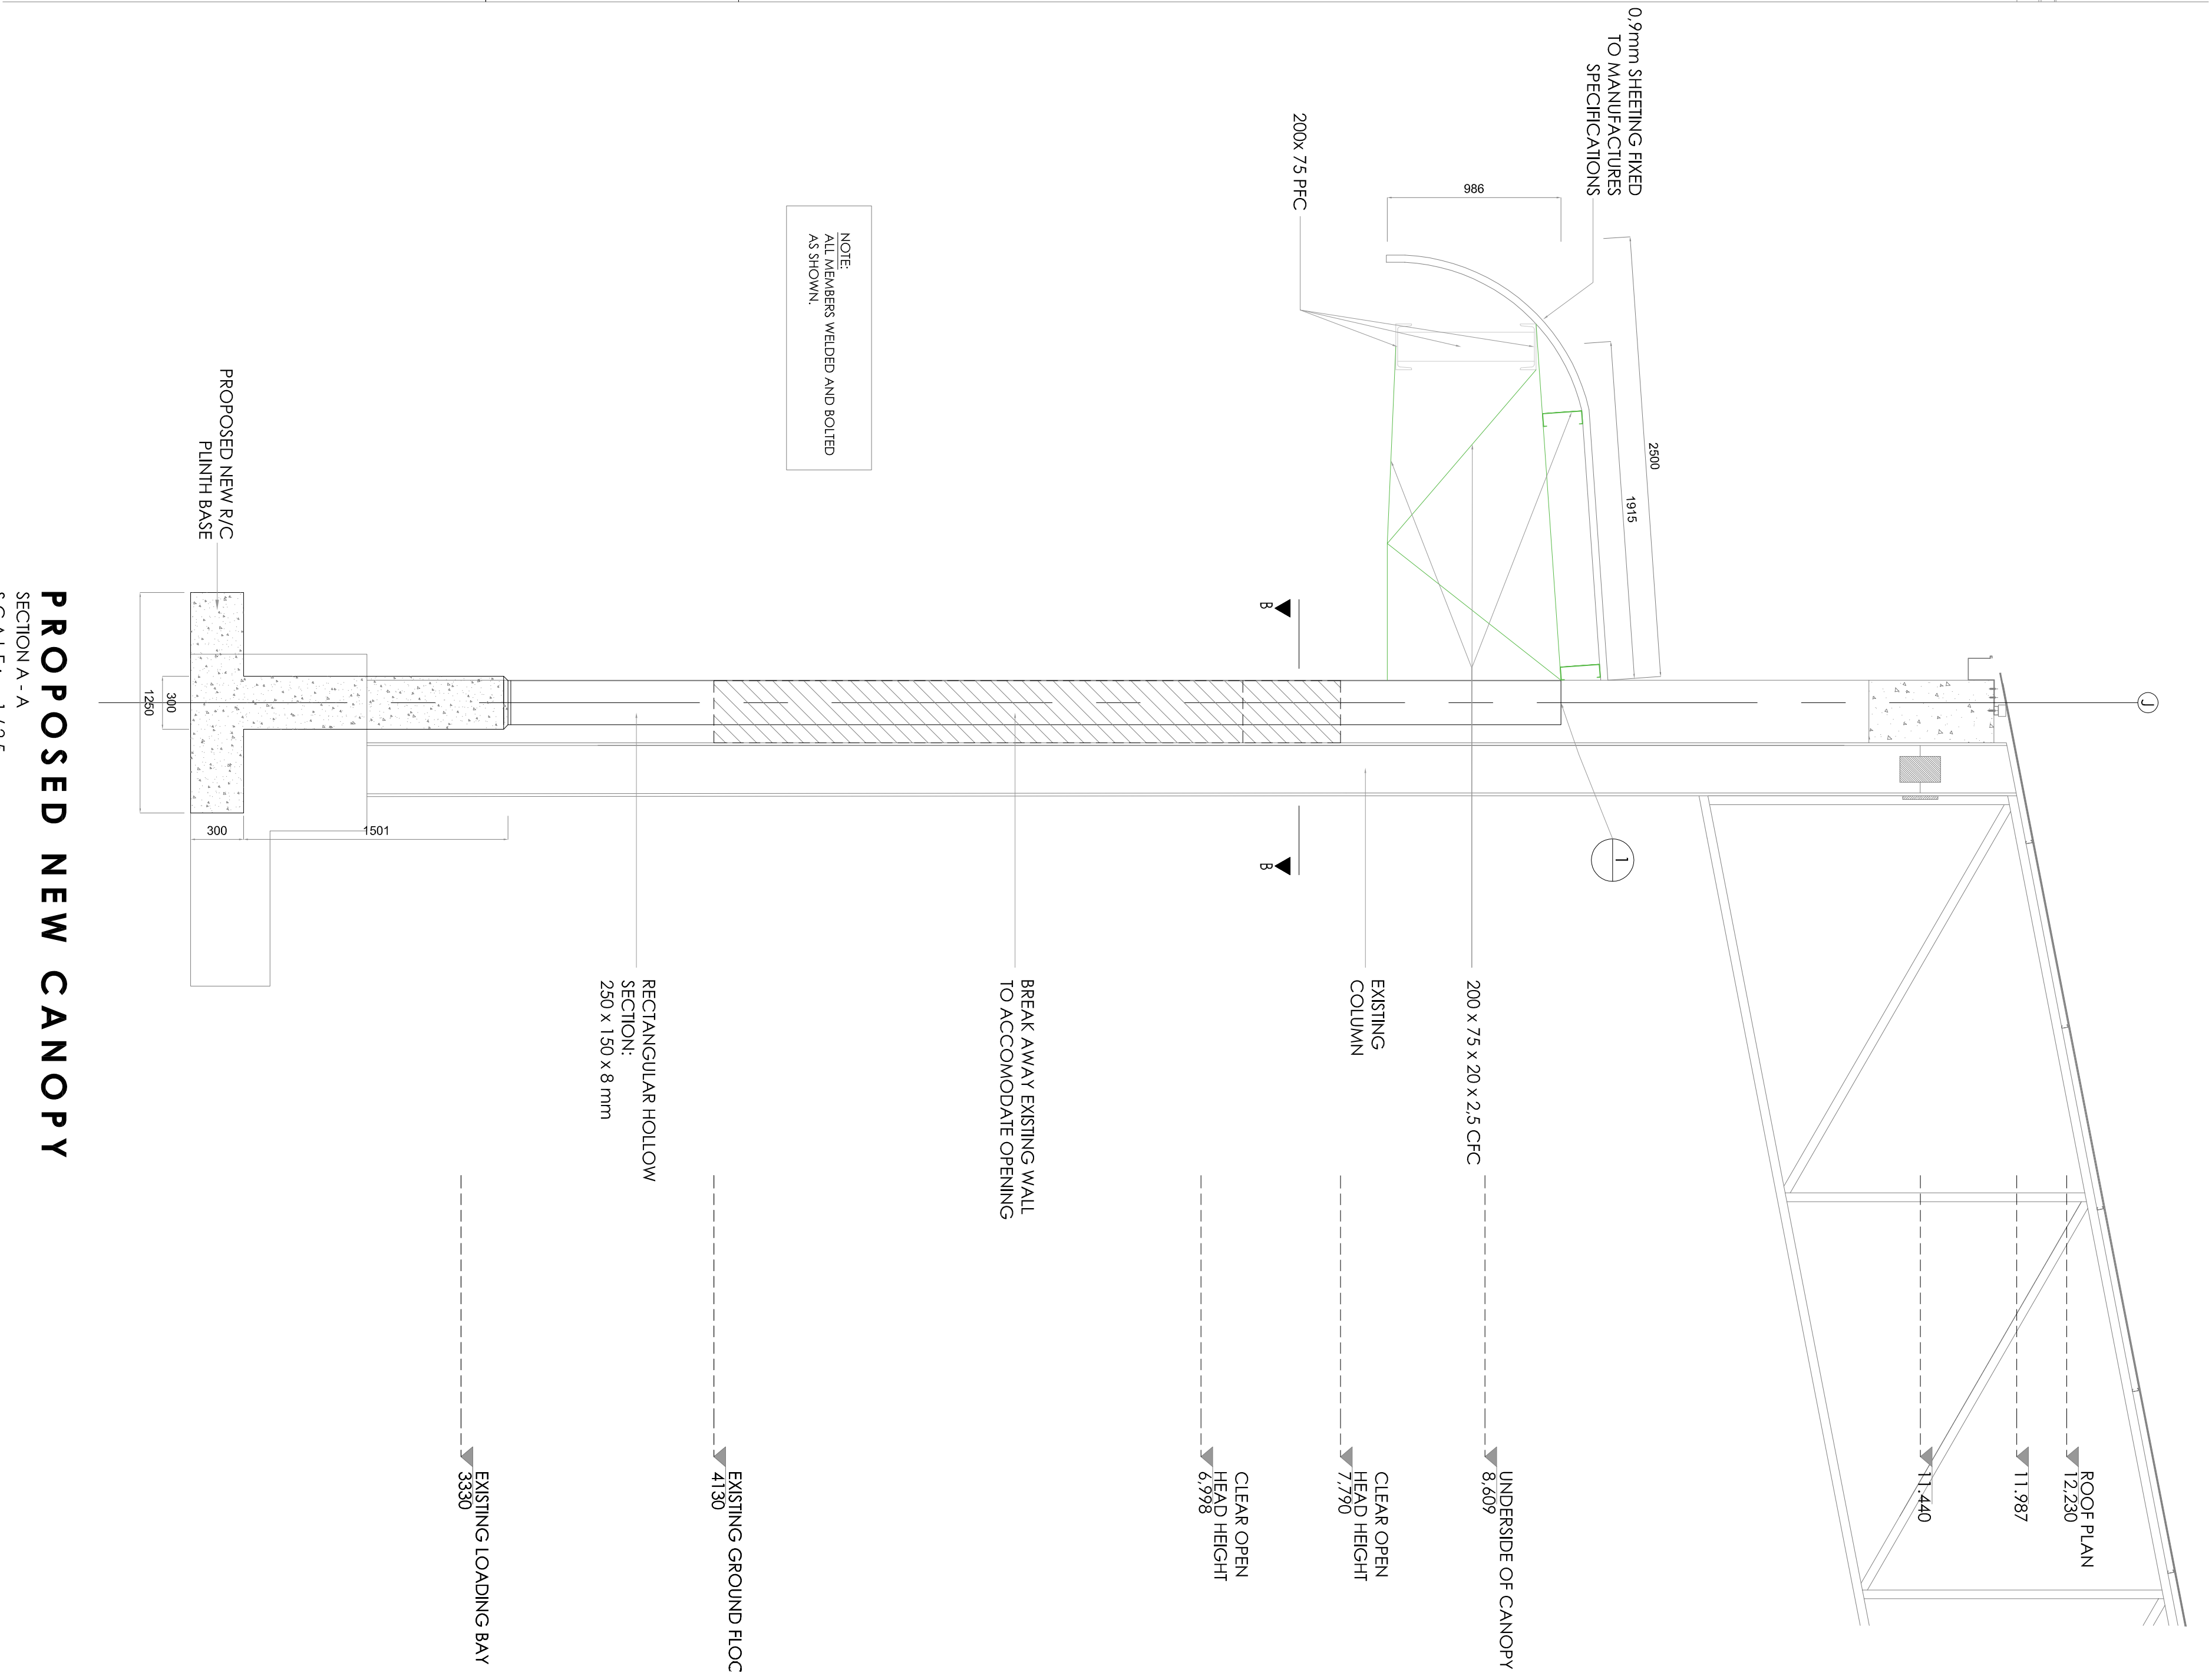 J
ROOF PLAN
12,230
11.987
11.440
0,9mm SHEETING FIXED
TO MANUFACTURES
SPECIFICATIONS
2500
1915
986
1
UNDERSIDE OF CANOPY
8,609
200 x 75 x 20 x 2,5 CFC
200x 75 PFC
EXISTING
COLUMN
CLEAR OPEN
HEAD HEIGHT
7,790
B
B
CLEAR OPEN
HEAD HEIGHT
6,998
BREAK AWAY EXISTING WALL
TO ACCOMODATE OPENING
NOTE:
ALL MEMBERS WELDED AND BOLTED
AS SHOWN.
EXISTING GROUND FLOO
4130
RECTANGULAR HOLLOW
SECTION:
250 x 150 x 8 mm
EXISTING LOADING BAY
3330
1501
300
PROPOSED NEW R/C
PLINTH BASE
300
1250
PROPOSED NEW CANOPY
SECTION A - A